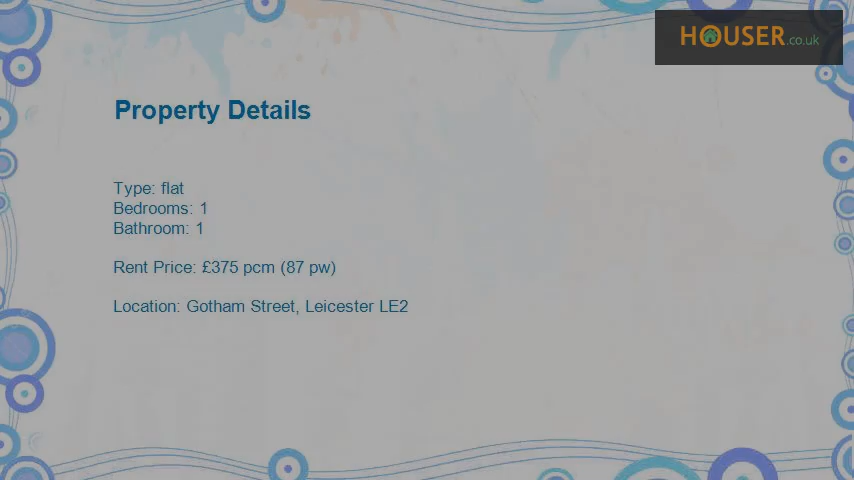 HOUSER.co.uk
Property Details
Type: flat
Bedrooms: 1
Bathroom: 1
Rent Price: £375 pcm (87 pw)
Location: Gotham Street, Leicester LE2